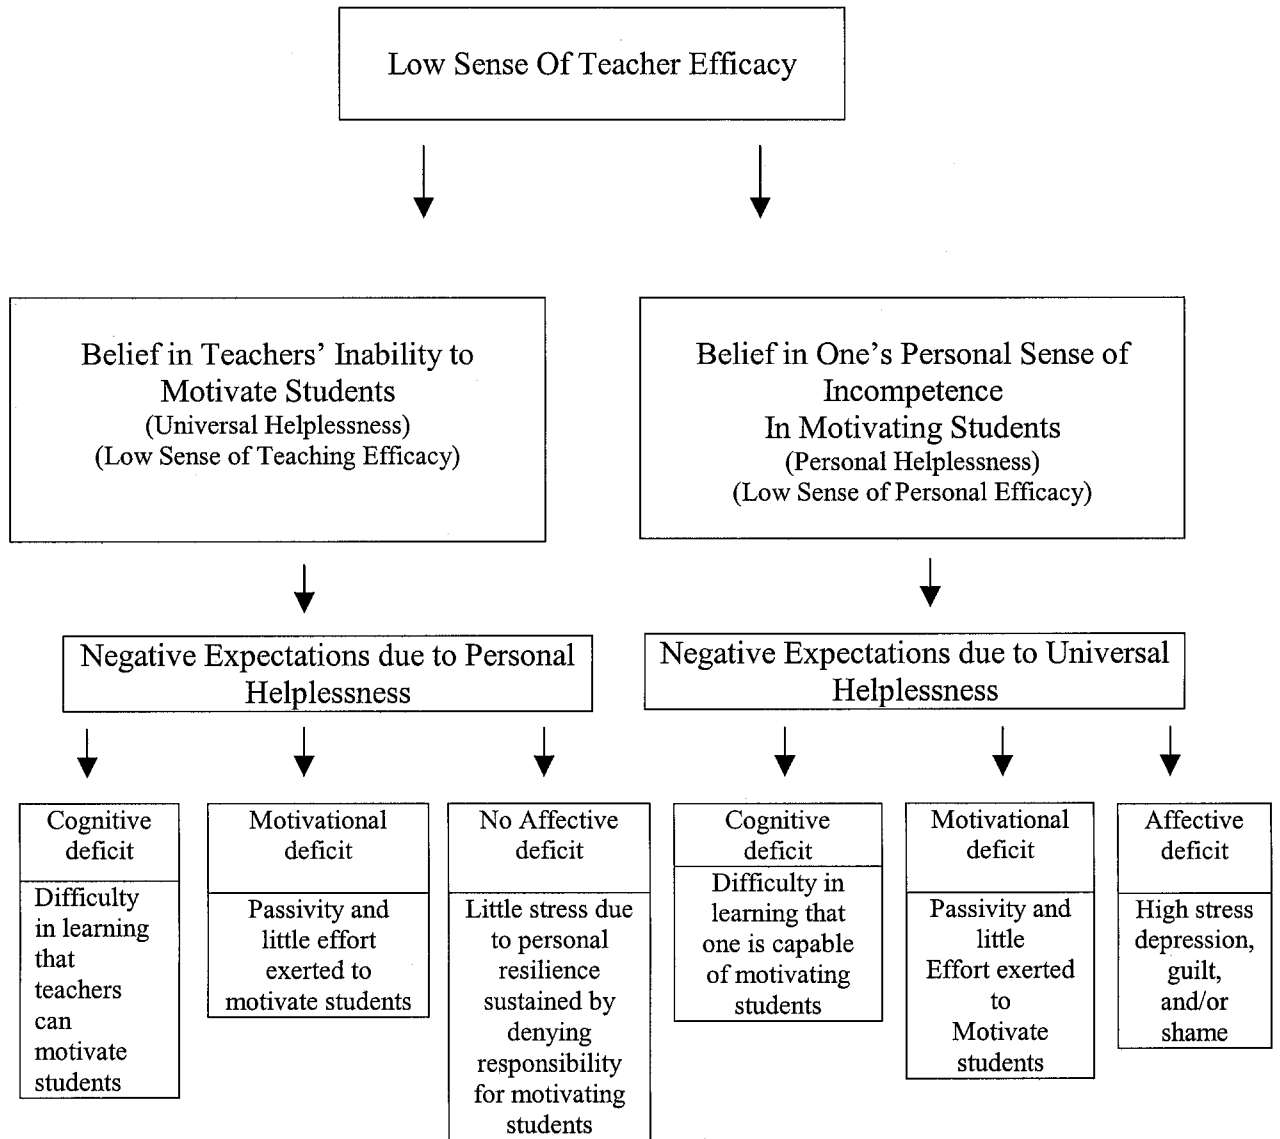 Low Sense Of Teacher Efficacy
Belief in Teachers’ Inability to
Motivate Students
(Universal Helplessness)
(Low Sense of Teaching Efficacy)
Belief in One’s Personal Sense of
Incompetence
In Motivating Students
(Personal Helplessness)
(Low Sense of Personal Efficacy)
Negative Expectations due to Personal
Helplessness
Negative Expectations due to Universal
Helplessness
Cognitive
deficit
Difficulty
in learning
that
teachers
can
motivate
students
Motivational
deficit
Passivity and
little effort
exerted to
motivate students
No Affective
deficit
Little stress due
to personal
resilience
sustained by
denying
responsibility
for motivating
students
Cognitive
deficit
Difficulty in
learning that
one is capable
of motivating
students
Motivational
deficit
Passivity and
little
Effort exerted
to
Motivate
students
Affective
deficit
High stress
depression,
guilt,
and/or
shame